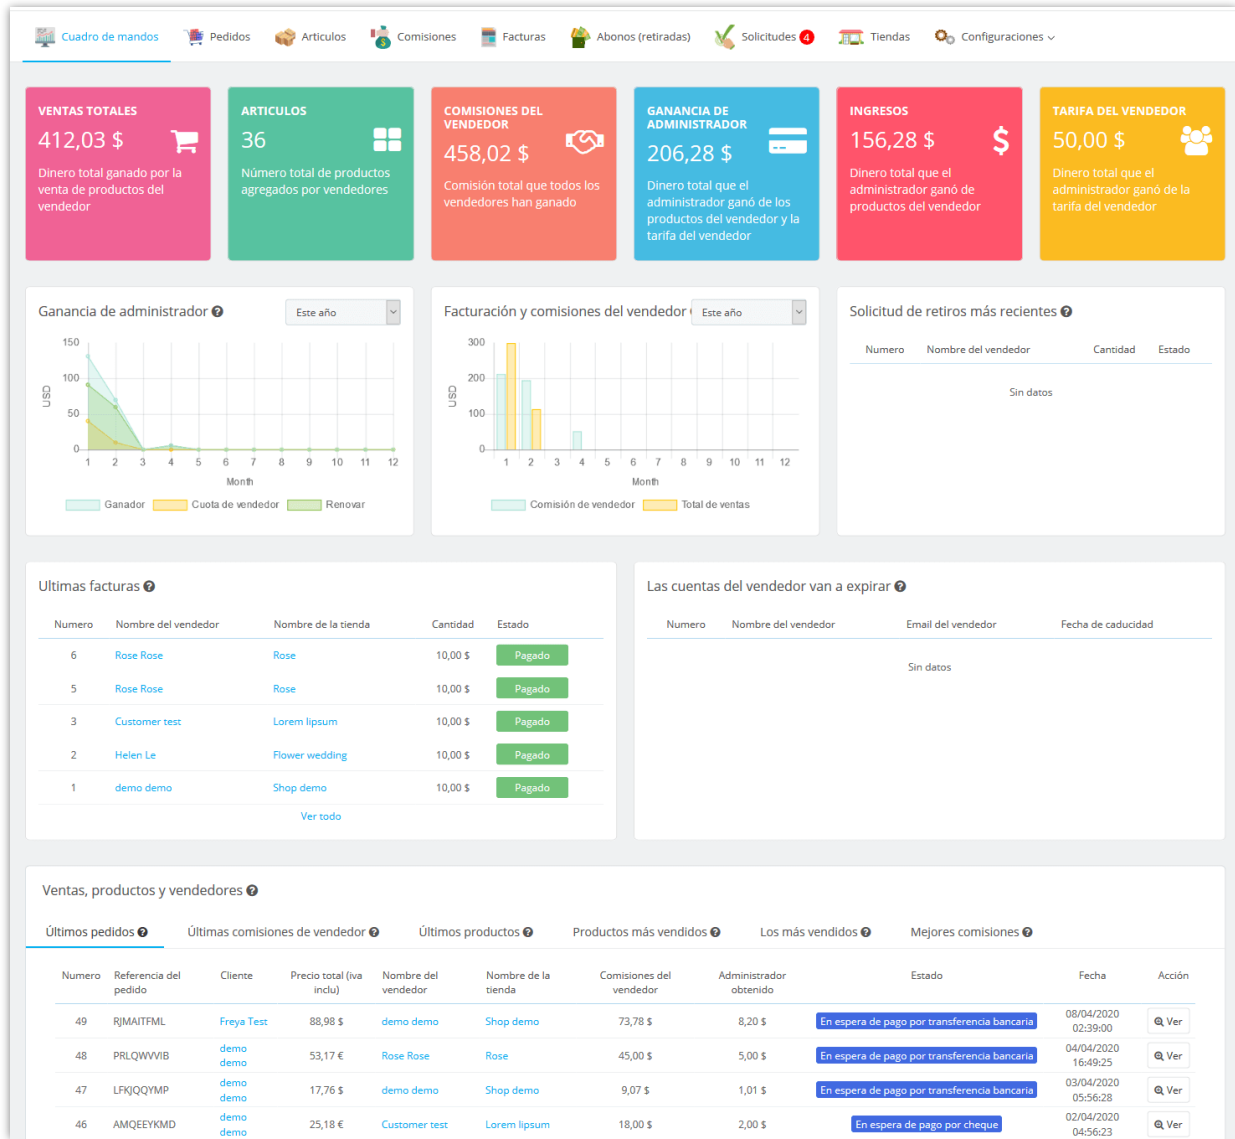 Cuadro de mandos Pedidos Articulos Comisiones Facturas Abonos (retiradas) Solicitudes 4 Tiendas Configuraciones
VENTAS TOTALES
412,03 $
Dinero total ganado por la
venta de productos del
vendedor
ARTICULOS
36
Número total de productos
agregados por vendedores
COMISIONES DEL
VENDEDOR
458,02 $
Comisión total que todos los
vendedores han ganado
GANANCIA DE
ADMINISTRADOR
206,28 $
Dinero total que el
administrador ganó de los
productos del vendedor y la
tarifa del vendedor
INGRESOS
156,28 $
Dinero total que el
administrador ganó de
productos del vendedor
TARIFA DEL VENDEDOR
50,00 $
Dinero total que el
administrador ganó de la
tarifa del vendedor
Ganancia de administrador Este año
150
100
50
0
USD
1 2 3 4 5 6 7 8 9 10 11 12
Month
Ganador Cuota de vendedor Renovar
Facturación y comisiones del vendedor Este año
300
200
100
0
USD
1 2 3 4 5 6 7 8 9 10 11 12
Month
Comisión de vendedor Total de ventas
Solicitud de retiros más recientes
Numero Nombre del vendedor Cantidad Estado
Sin datos
Ultimas facturas
Numero Nombre del vendedor Nombre de la tienda Cantidad Estado
6 Rose Rose Rose 10,00 $ Pagado
5 Rose Rose Rose 10,00 $ Pagado
3 Customer test Lorem lipsum 10,00 $ Pagado
2 Helen Le Flower wedding 10,00 $ Pagado
1 demo demo Shop demo 10,00 $ Pagado
Ver todo
Las cuentas del vendedor van a expirar
Numero Nombre del vendedor Email del vendedor Fecha de caducidad
Sin datos
Ventas, productos y vendedores
Últimos pedidos Últimas comisiones de vendedor Últimos productos Productos más vendidos Los más vendidos Mejores comisiones
Numero Referencia del Cliente Precio total (iva Nombre del Nombre de la Comisiones del Administrador Estado Fecha Acción
pedido inclu) vendedor tienda vendedor obtenido
49 RJMAITFML Freya Test 88,98 $ demo demo Shop demo 73,78 $ 8,20 $ En espera de pago por transferencia bancaria 08/04/2020 Ver
02:39:00
48 PRLQWVVIB demo 53,17 € Rose Rose Rose 45,00 $ 5,00 $ En espera de pago por transferencia bancaria 04/04/2020 Ver
demo 16:49:25
47 LFKJQQYMP demo 17,76 $ demo demo Shop demo 9,07 $ 1,01 $ En espera de pago por transferencia bancaria 03/04/2020 Ver
demo 05:56:28
46 AMQEEYKMD demo 25,18 € Customer test Lorem lipsum 18,00 $ 2,00 $ En espera de pago por cheque 02/04/2020 Ver
demo 04:56:23